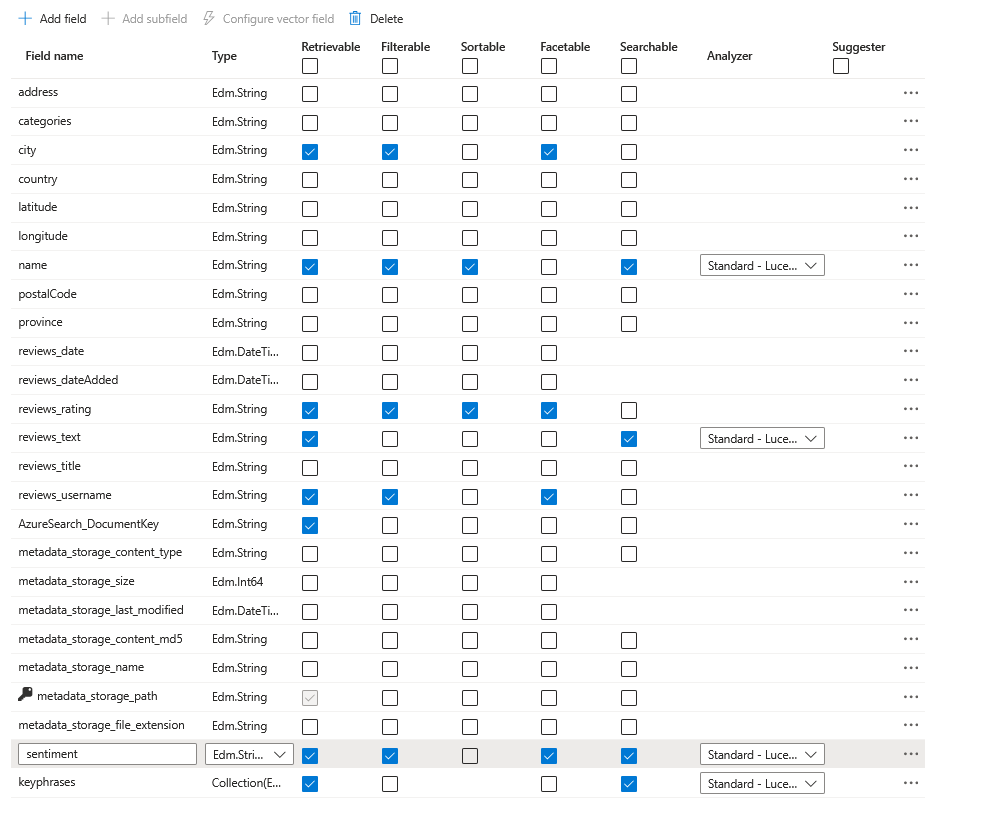 Add field Add subfield Configure vector field Delete
Field name Type Retrievable Filterable Sortable Facetable Searchable Analyzer Suggester
address Edm.String ...
categories Edm.String ...
city Edm.String ...
country Edm.String ...
latitude Edm.String ...
longitude Edm.String ...
name Edm.String Standard - Luce... ...
postalCode Edm.String ...
province Edm.String ...
reviews_date Edm.DateTi... ...
reviews_dateAdded Edm.DateTi... ...
reviews_rating Edm.String ...
reviews_text Edm.String Standard - Luce... ...
reviews_title Edm.String ...
reviews_username Edm.String ...
AzureSearch_DocumentKey Edm.String ...
metadata_storage_content_type Edm.String ...
metadata_storage_size Edm.Int64 ...
metadata_storage_last_modified Edm.DateTi... ...
metadata_storage_content_md5 Edm.String ...
metadata_storage_name Edm.String ...
metadata_storage_path Edm.String ...
metadata_storage_file_extension Edm.String ...
sentiment Edm.Stri... Standard - Luce... ...
keyphrases Collection(E... Standard - Luce... ...